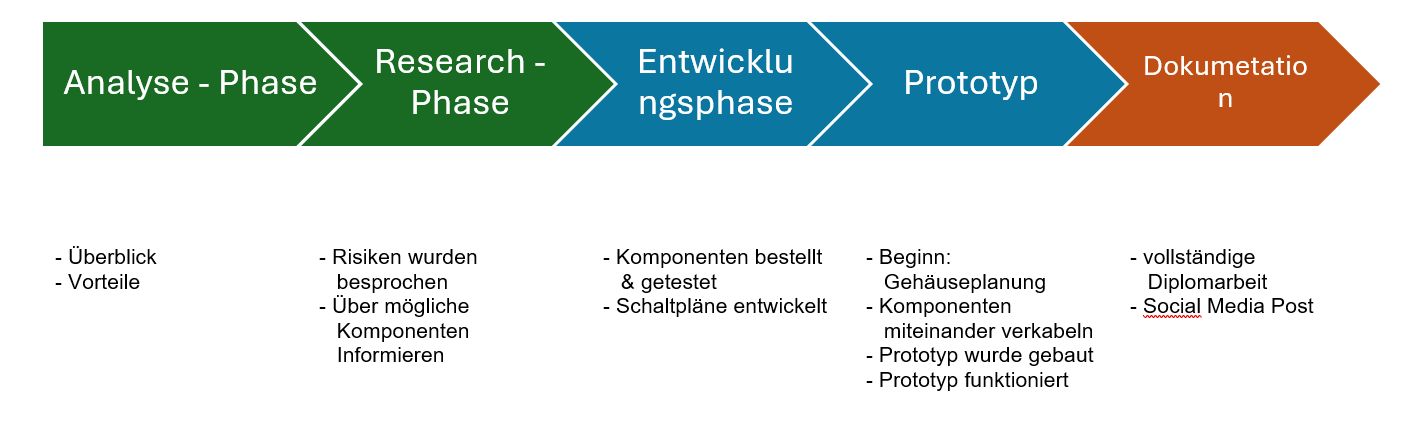 Analyse - Phase
Research -
Phase
Entwicklu
ngsphase
Prototyp
Dokumetatio
n
- Überblick
- Vorteile
- Risiken wurden
besprochen
- Über mögliche
Komponenten
Informieren
- Komponenten bestellt
& getestet
- Schaltpläne entwickelt
- Beginn:
Gehäuseplanung
- Komponenten
miteinander verkabeln
- Prototyp wurde gebaut
- Prototyp funktioniert
- vollständige
Diplomarbeit
- Social Media Post